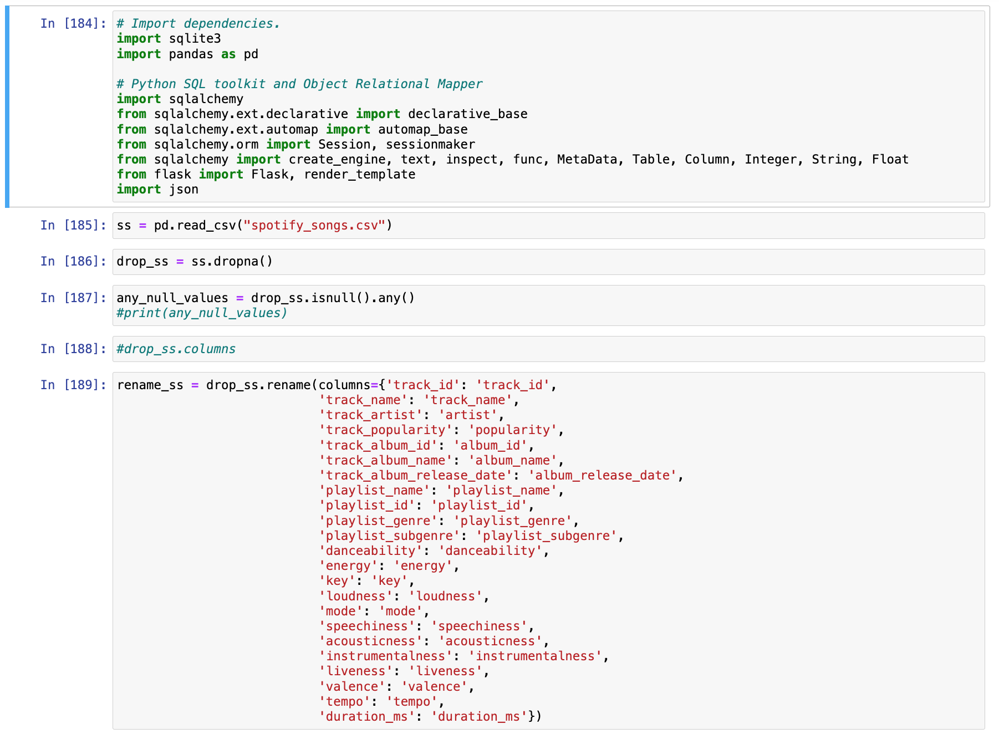 In [184]: # Import dependencies.
import sqlite3
import pandas as pd

# Python SQL toolkit and Object Relational Mapper
import sqlalchemy
from sqlalchemy.ext.declarative import declarative_base
from sqlalchemy.ext.automap import automap_base
from sqlalchemy.orm import Session, sessionmaker
from sqlalchemy import create_engine, text, inspect, func, MetaData, Table, Column, Integer, String, Float
from flask import Flask, render_template
import json
In [185]: ss = pd.read_csv("spotify_songs.csv")
In [186]: drop_ss = ss.dropna()
In [187]: any_null_values = drop_ss.isnull().any()
#print(any_null_values)
In [188]: #drop_ss.columns
In [189]: rename_ss = drop_ss.rename(columns={'track_id': 'track_id',
'track_name': 'track_name',
'track_artist': 'artist',
'track_popularity': 'popularity',
'track_album_id': 'album_id',
'track_album_name': 'album_name',
'track_album_release_date': 'album_release_date',
'playlist_name': 'playlist_name',
'playlist_id': 'playlist_id',
'playlist_genre': 'playlist_genre',
'playlist_subgenre': 'playlist_subgenre',
'danceability': 'danceability',
'energy': 'energy',
'key': 'key',
'loudness': 'loudness',
'mode': 'mode',
'speechiness': 'speechiness',
'acousticness': 'acousticness',
'instrumentalness': 'instrumentalness',
'liveness': 'liveness',
'valence': 'valence',
'tempo': 'tempo',
'duration_ms': 'duration_ms'})